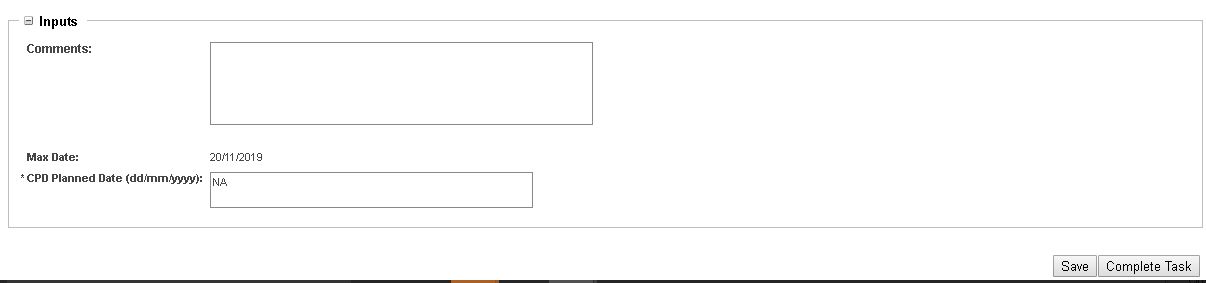 Inputs
Comments:
Max Date: 20/11/2019
* CPD Planned Date (dd/mm/yyyy): NA
Save Complete Task